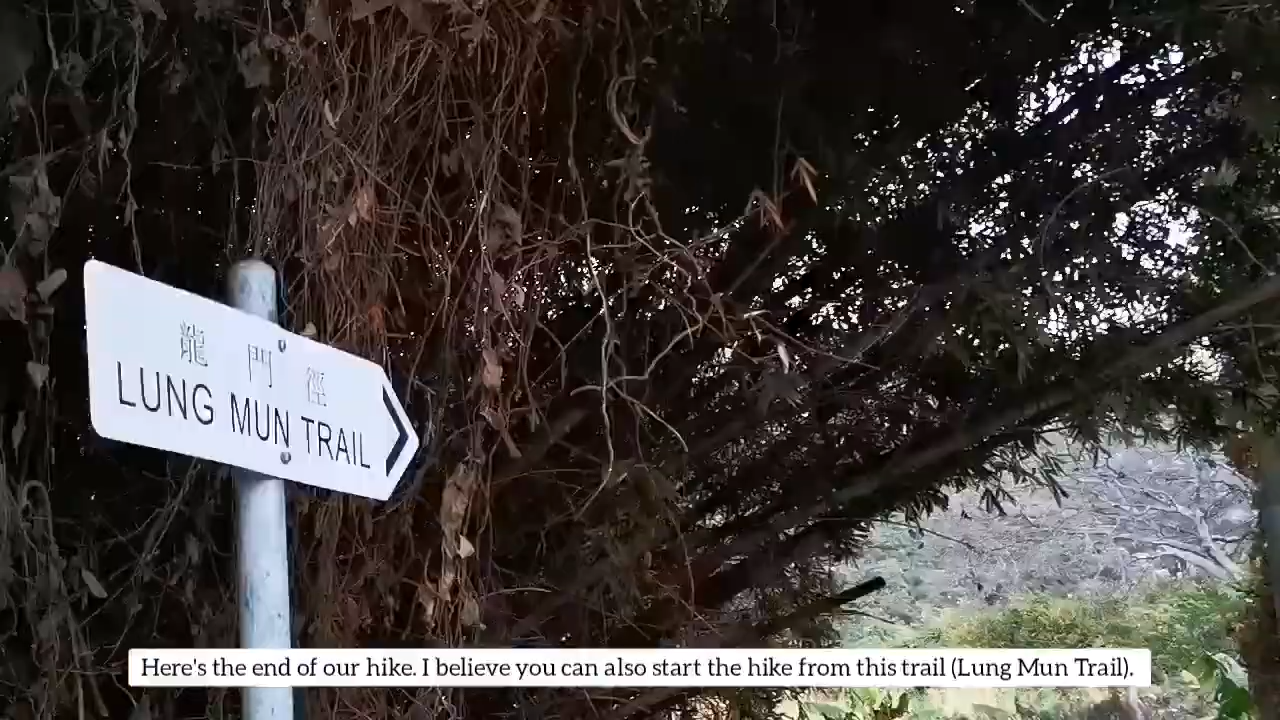 龍門徑
LUNG MUN TRAIL
Here's the end of our hike. I believe you can also start the hike from this trail (Lung Mun Trail).